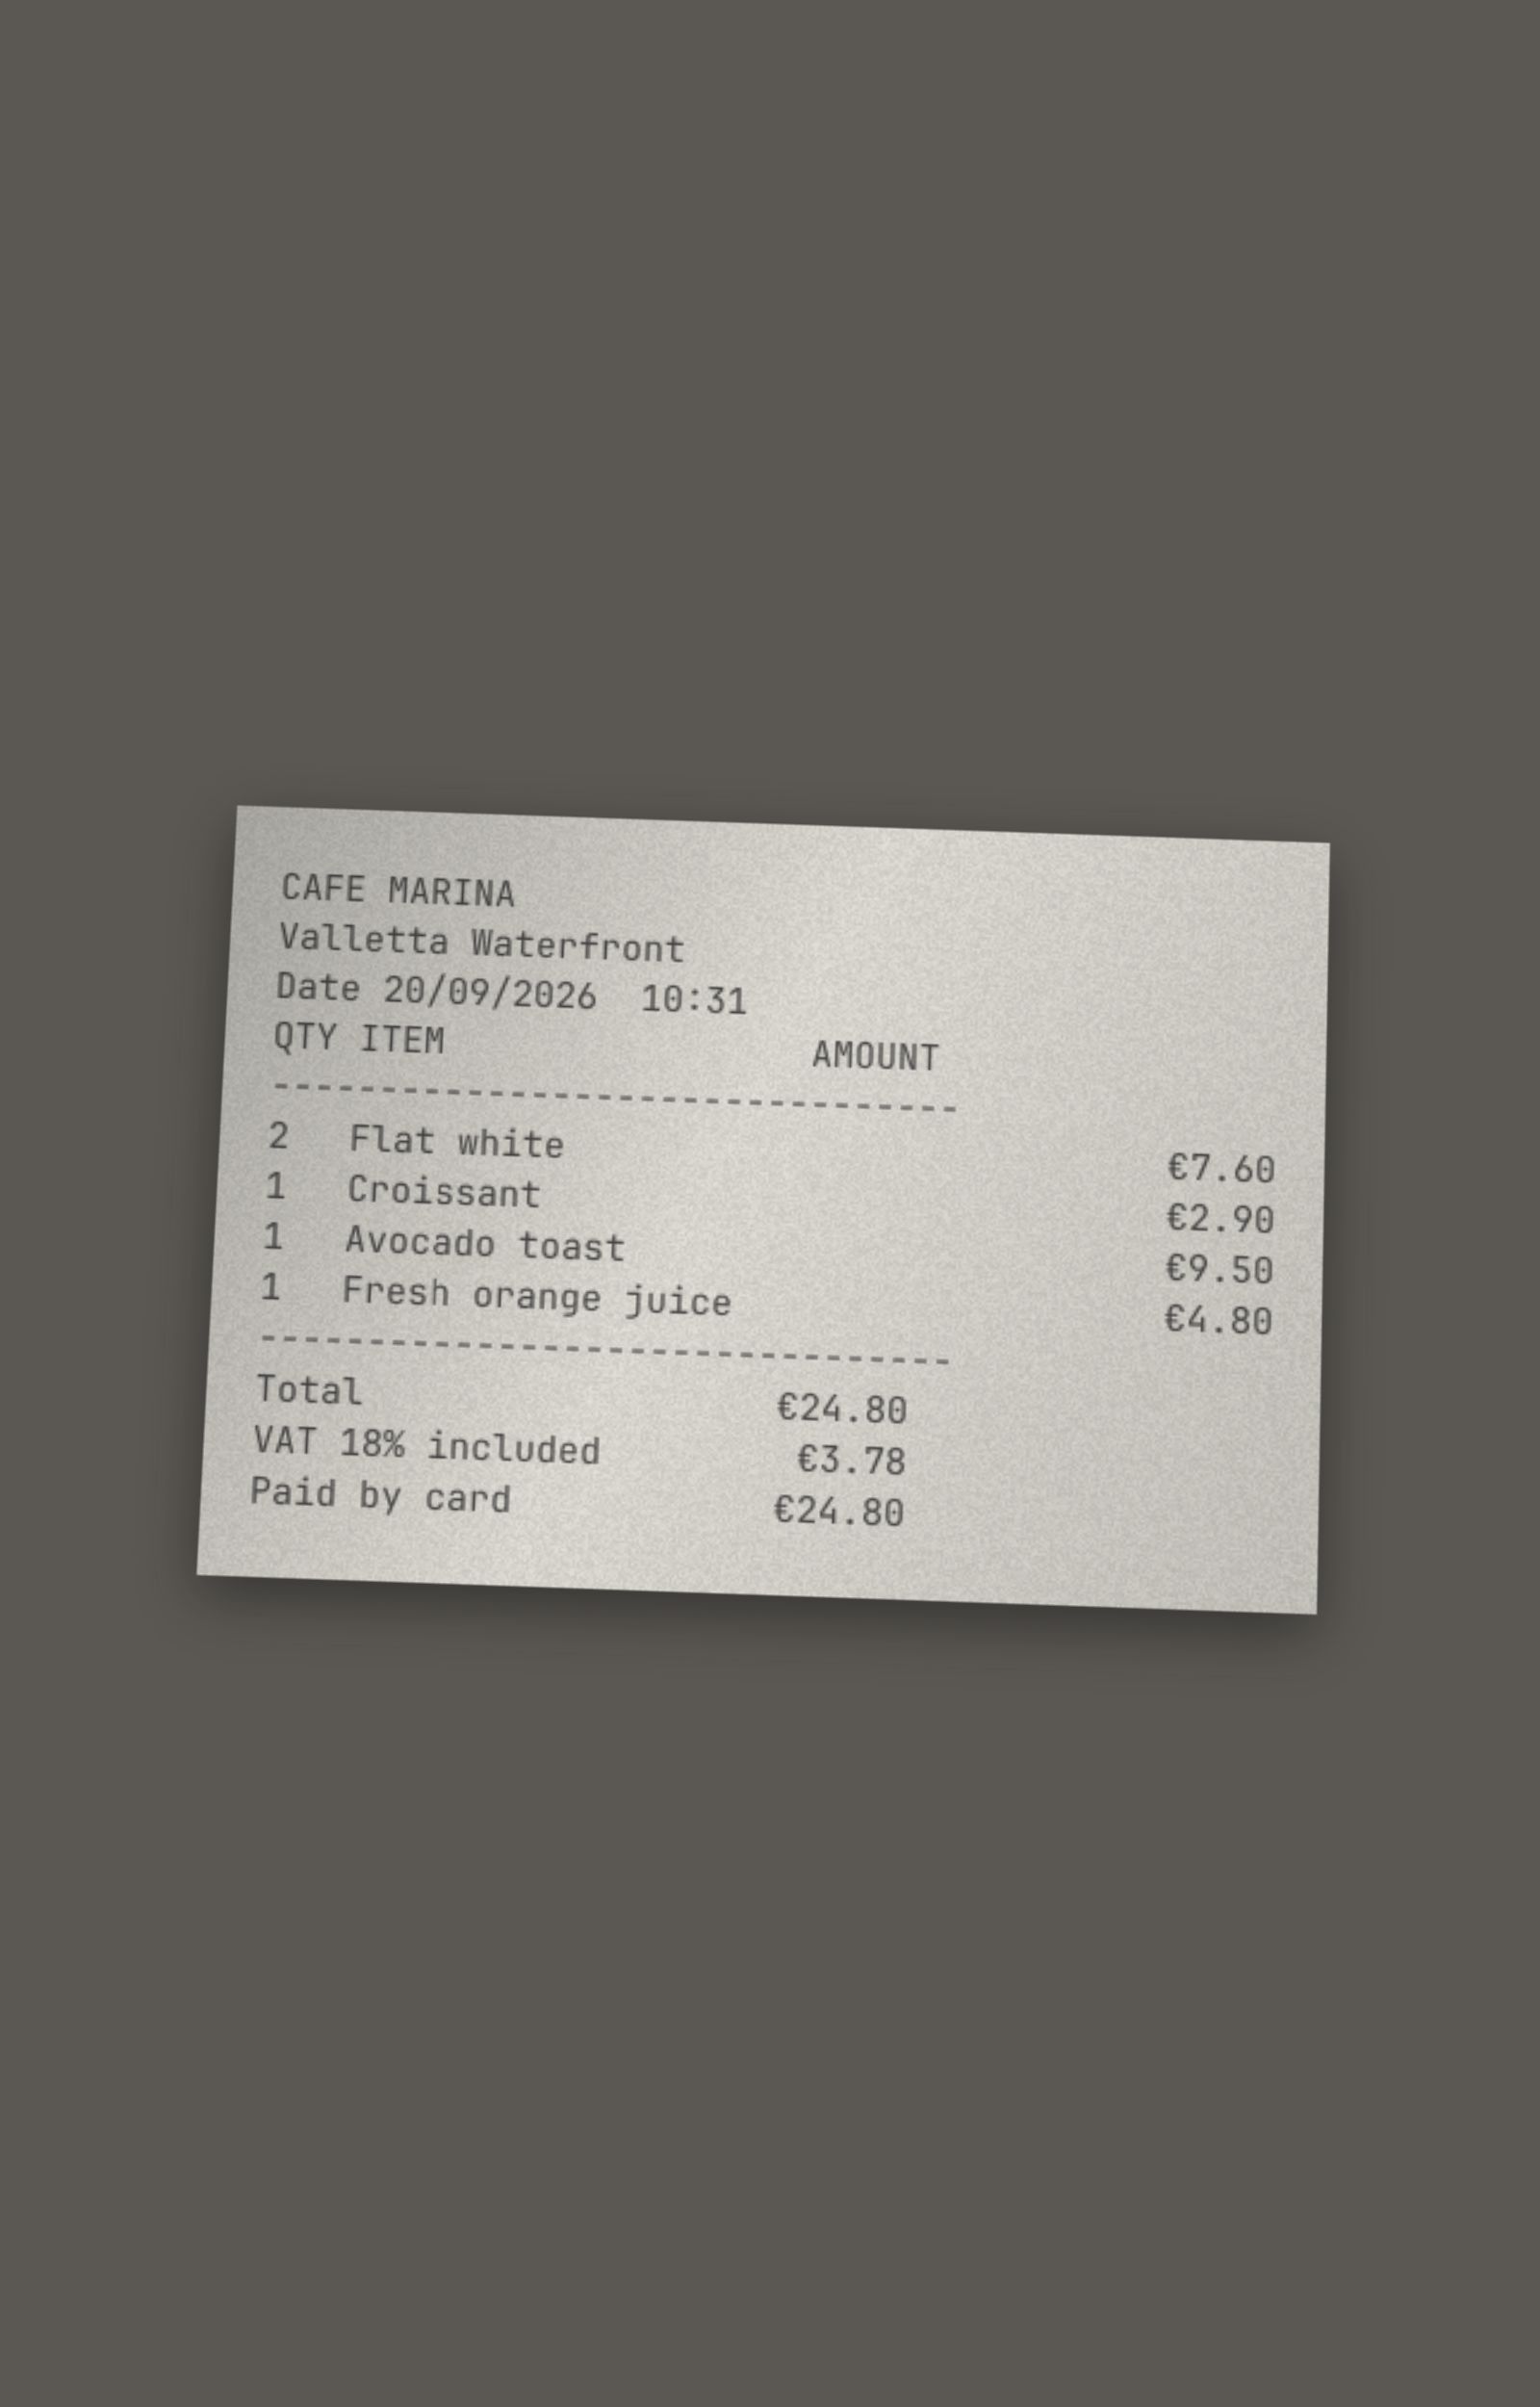 CAFE MARINA
Valletta Waterfront
Date 20/09/2026  10:31
QTY ITEM                 AMOUNT
--------------------------------
2   Flat white                    €7.60
1   Croissant                     €2.90
1   Avocado toast                 €9.50
1   Fresh orange juice            €4.80
--------------------------------
Total                    €24.80
VAT 18% included          €3.78
Paid by card             €24.80